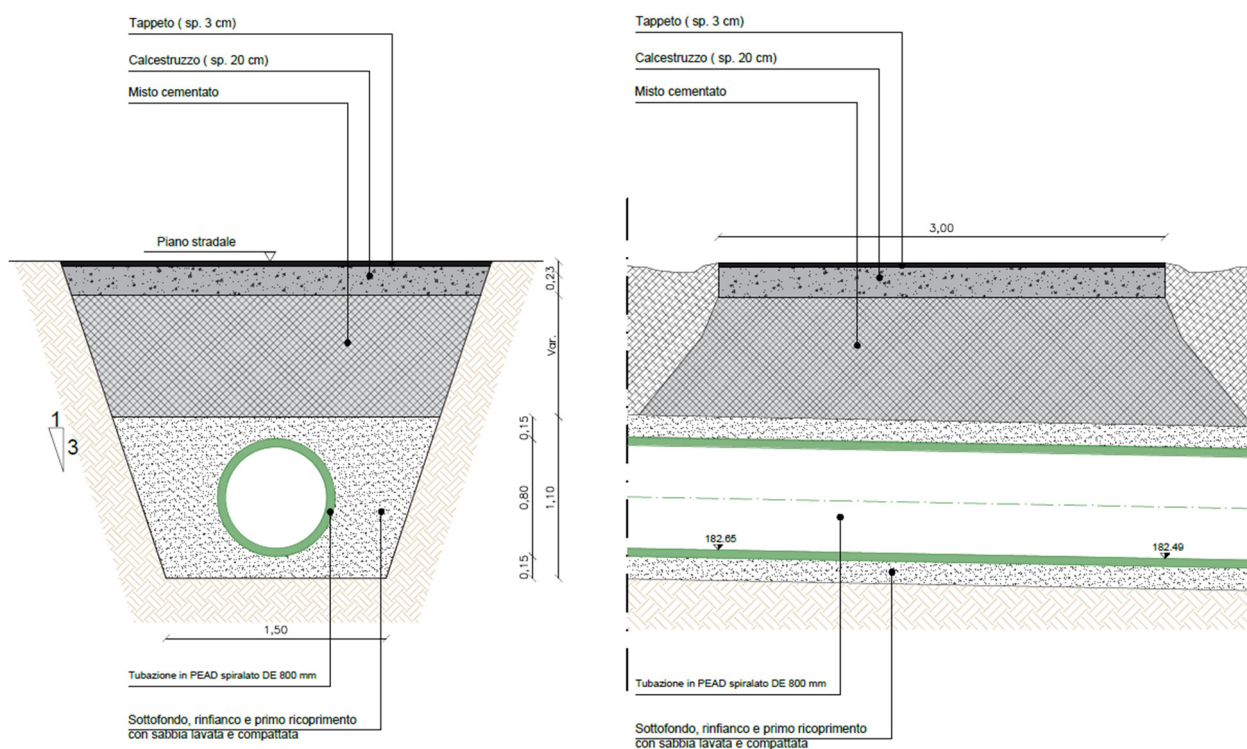 Tappeto ( sp. 3 cm)
Calcestruzzo ( sp. 20 cm)
Misto cementato
Piano stradale
0,23
Var.
0,15
0,80
1,10
0,15
1
3
1,50
Tubazione in PEAD spiralato DE 800 mm
Sottofondo, rinfianco e primo ricoprimento
con sabbia lavata e compattata
Tappeto ( sp. 3 cm)
Calcestruzzo ( sp. 20 cm)
Misto cementato
3,00
182.65
182.49
Tubazione in PEAD spiralato DE 800 mm
Sottofondo, rinfianco e primo ricoprimento
con sabbia lavata e compattata